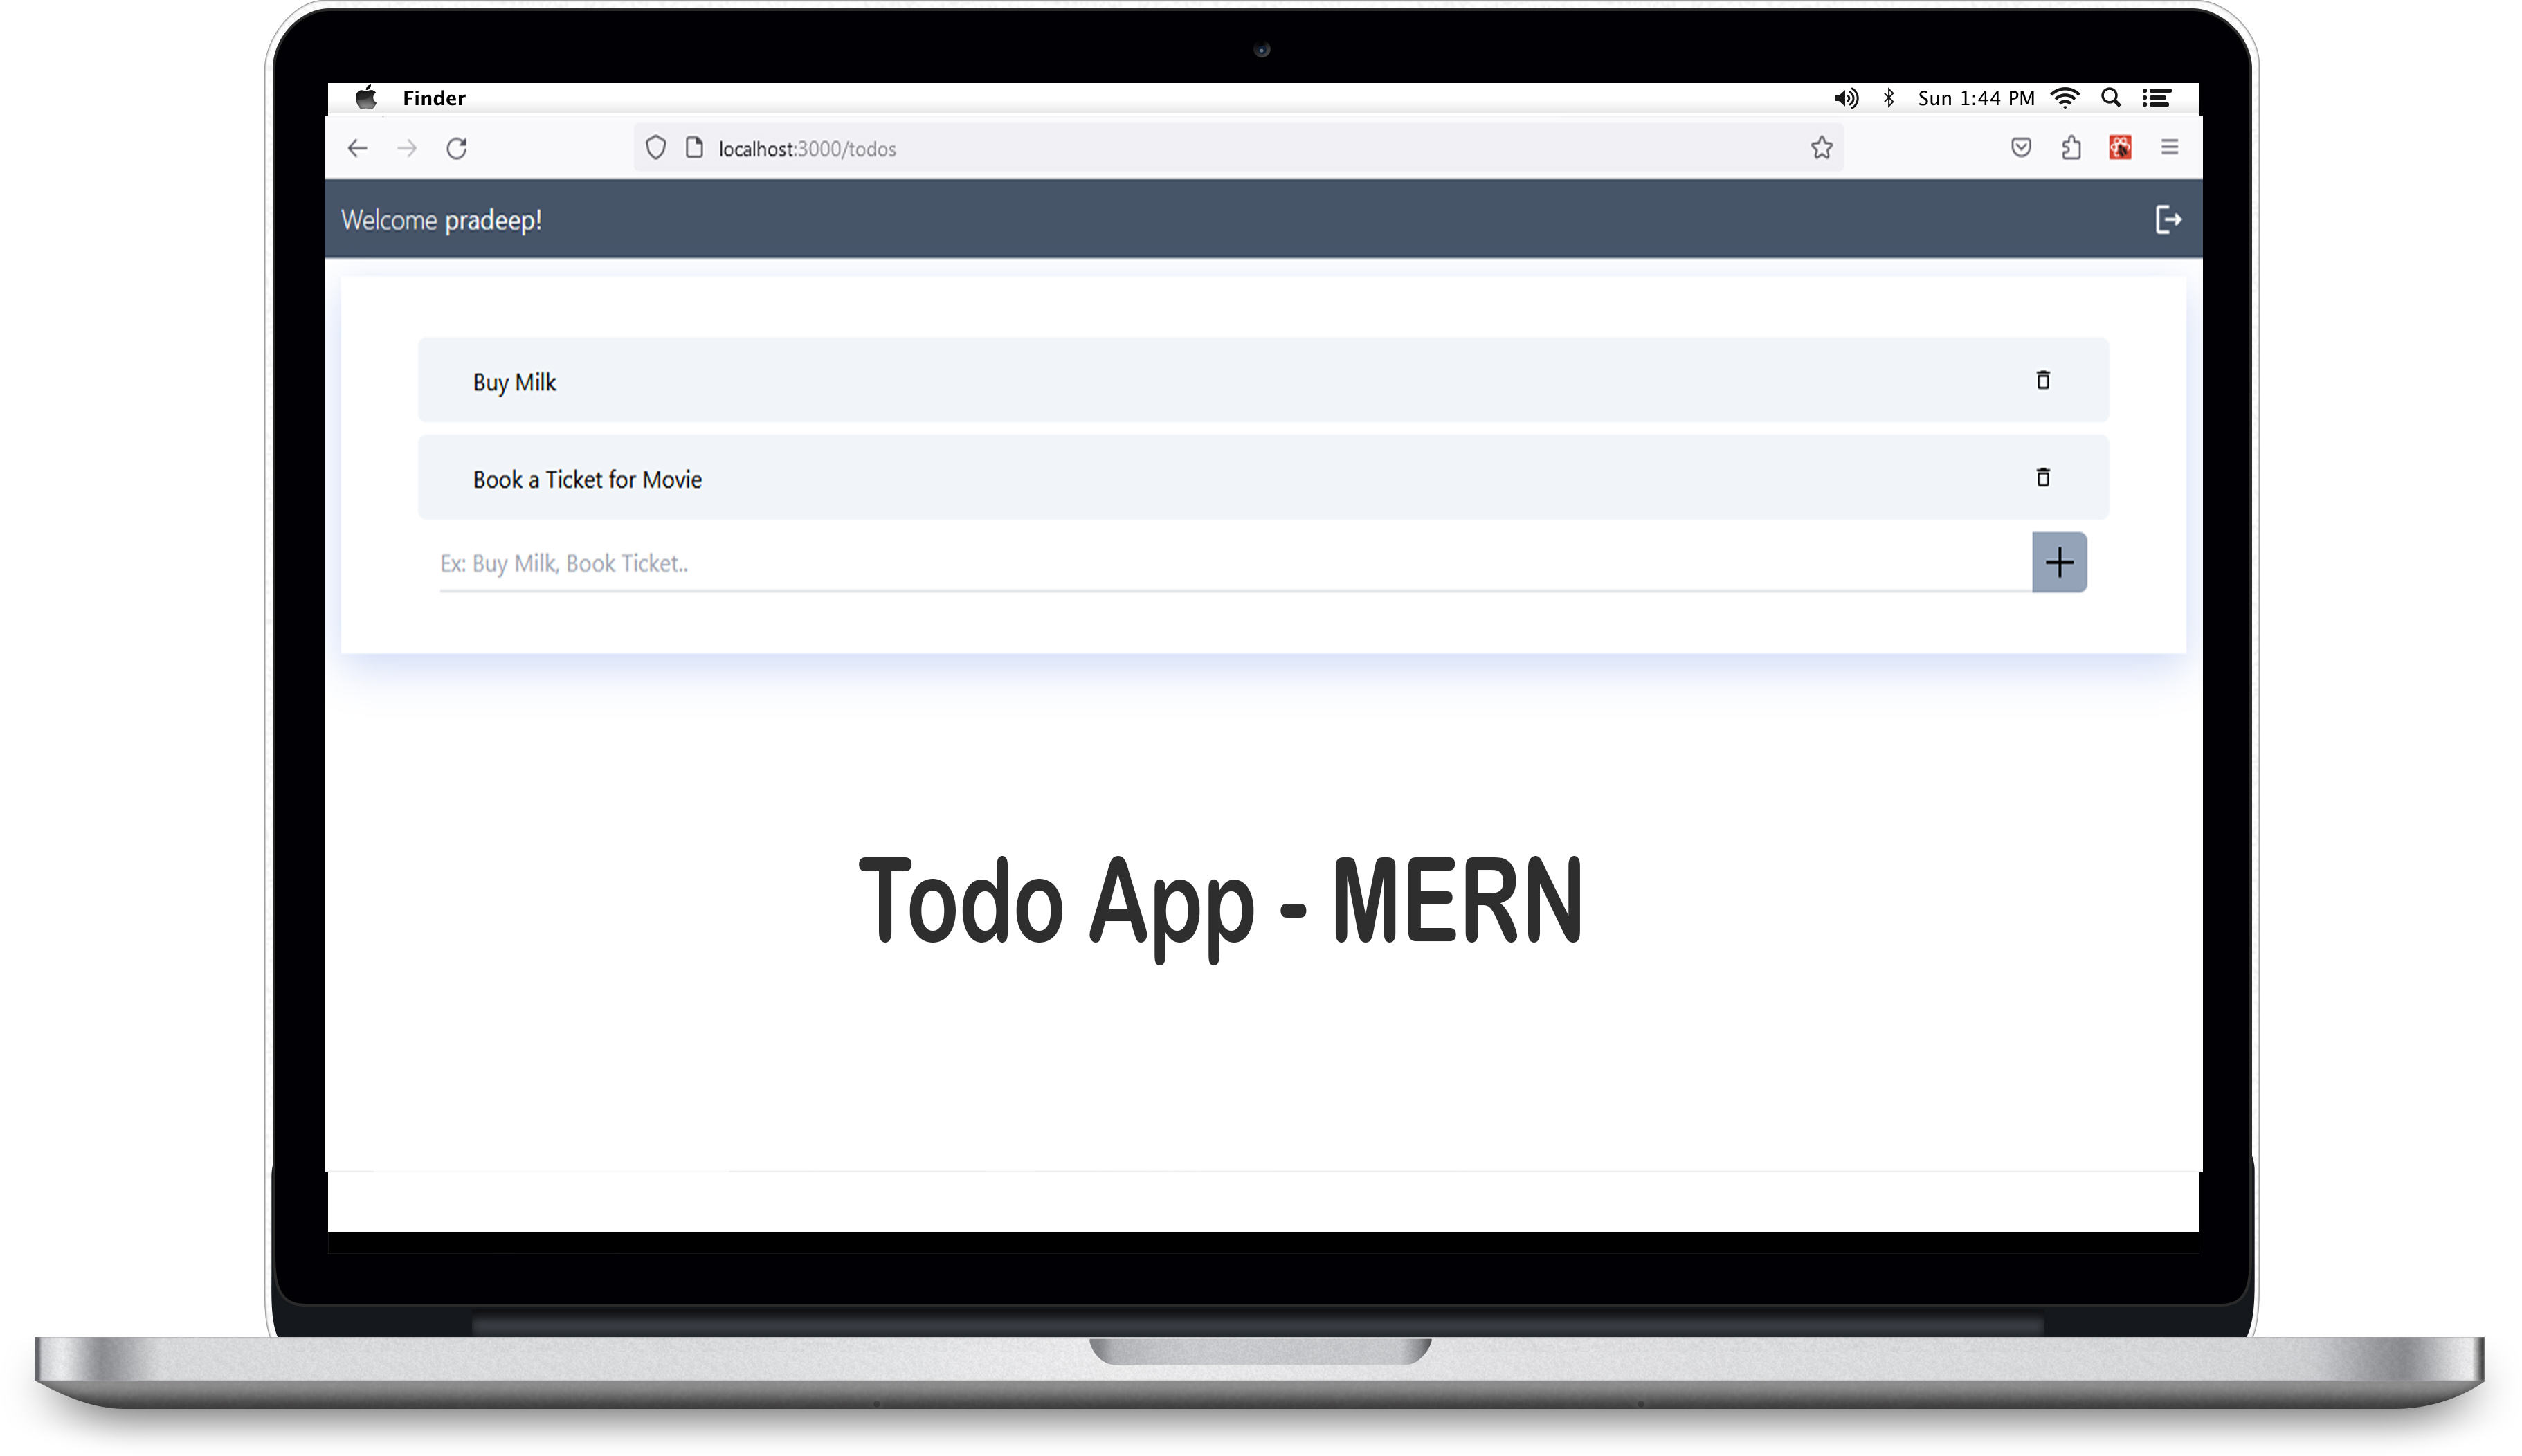 Finder
Sun 1:44 PM
localhost:3000/todos
Welcome pradeep!
Buy Milk
Book a Ticket for Movie
Ex: Buy Milk, Book Ticket..
Todo App - MERN